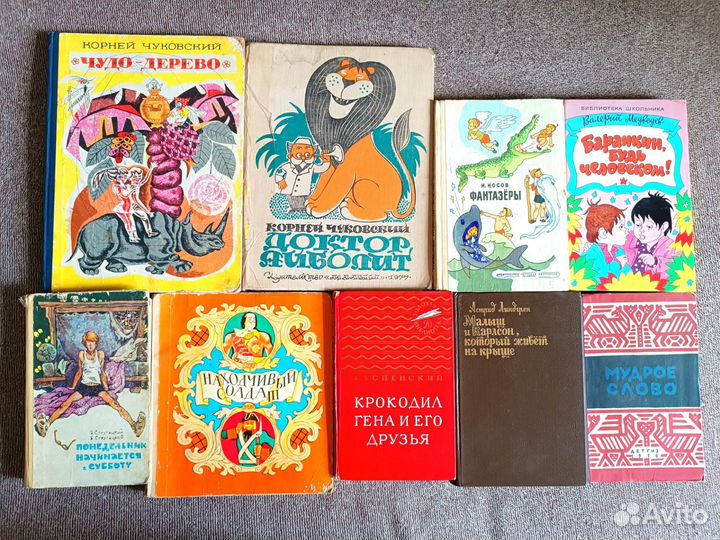 КОРНЕЙ ЧУКОВСКИЙ
ЧУДО-ДЕРЕВО
КОРНЕЙ ЧУКОВСКИЙ
ДОКТОР
АЙБОЛИТ
Н. НОСОВ
ФАНТАЗЁРЫ
БИБЛИОТЕКА ШКОЛЬНИКА
Валерий Медведев
Баранкин,
будь
человеком!
А. Стругацкий
Б. Стругацкий
ПОНЕДЕЛЬНИК
НАЧИНАЕТСЯ
в СУББОТУ
НАХОДЧИВЫЙ
СОЛДАТ
УСПЕНСКИЙ
КРОКОДИЛ
ГЕНА И ЕГО
ДРУЗЬЯ
Астрид Линдгрен
Малыш
и Карлсон,
который живёт
на крыше
МУДРОЕ
СЛОВО
ДЕТГИЗ
Avito